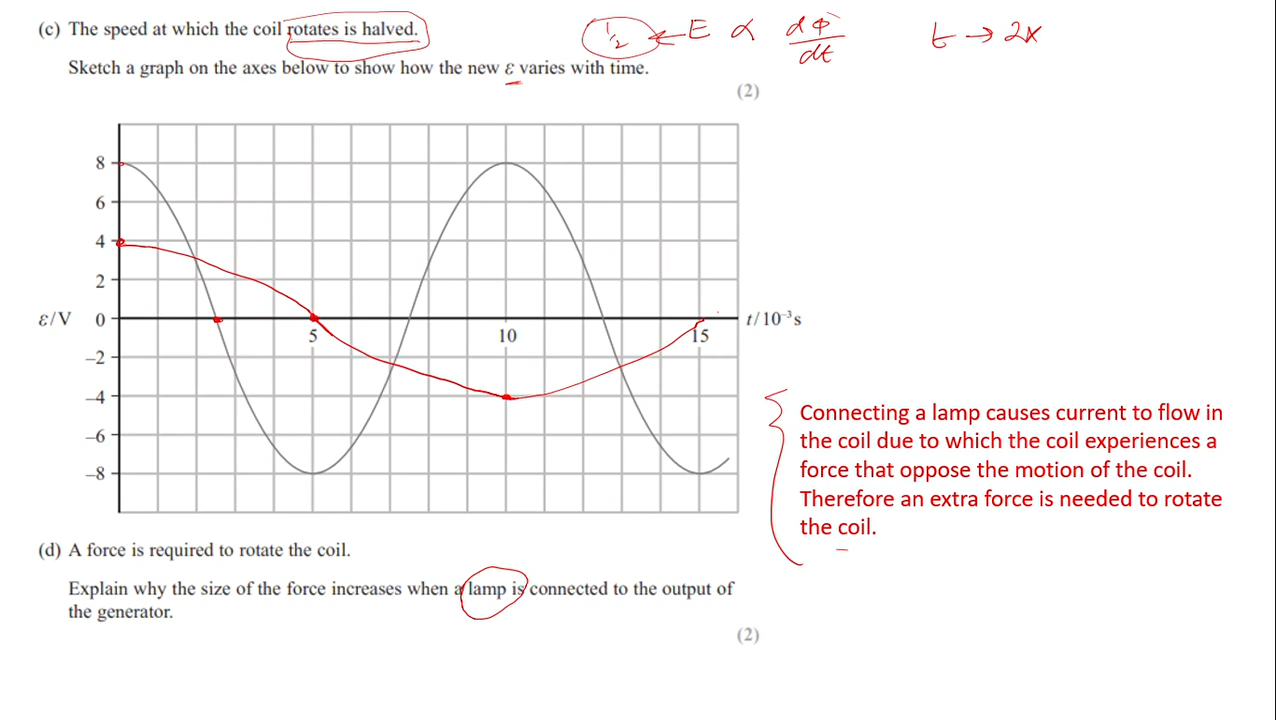 (c) The speed at which the coil rotates is halved.
1/2 ← E ∝ dΦ/dt
t → 2x
Sketch a graph on the axes below to show how the new ε varies with time.
(2)
8
6
4
2
ε/V 0
5 10 15 t/10⁻³s
–2
–4
–6
–8
Connecting a lamp causes current to flow in
the coil due to which the coil experiences a
force that oppose the motion of the coil.
Therefore an extra force is needed to rotate
the coil.
(d) A force is required to rotate the coil.
Explain why the size of the force increases when a lamp is connected to the output of
the generator.
(2)